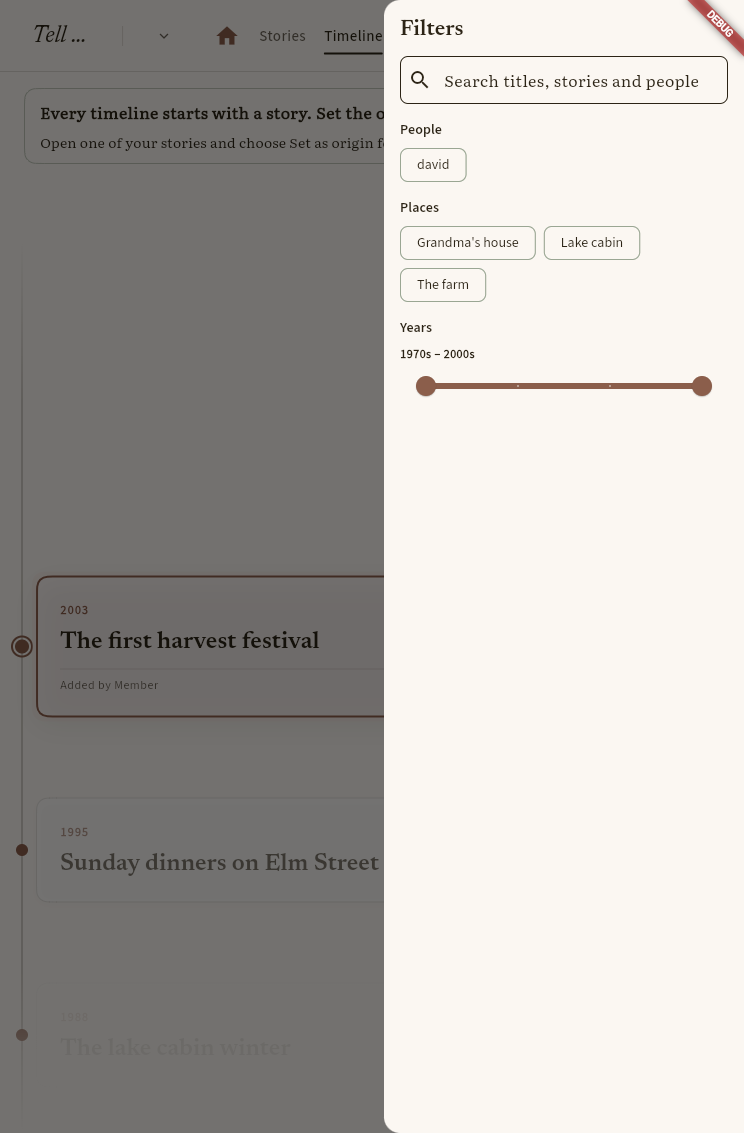 Tell ...
Stories
Timeline
Every timeline starts with a story. Set the o
Open one of your stories and choose Set as origin f
2003
The first harvest festival
Added by Member
1995
Sunday dinners on Elm Street
The lake cabin winter
Filters
DEBUG
Search titles, stories and people
People
david
Places
Grandma's house
Lake cabin
The farm
Years
1970s – 2000s